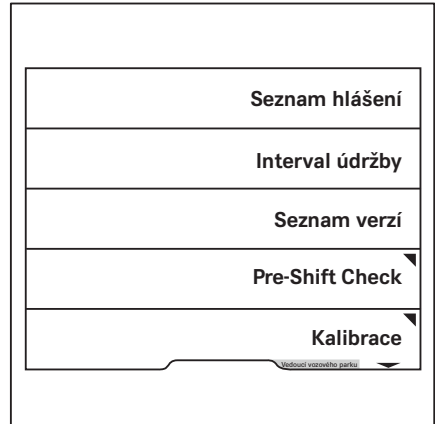 Seznam hlášení
Interval údržby
Seznam verzí
Pre-Shift Check
Kalibrace
Vedoucí vozového parku